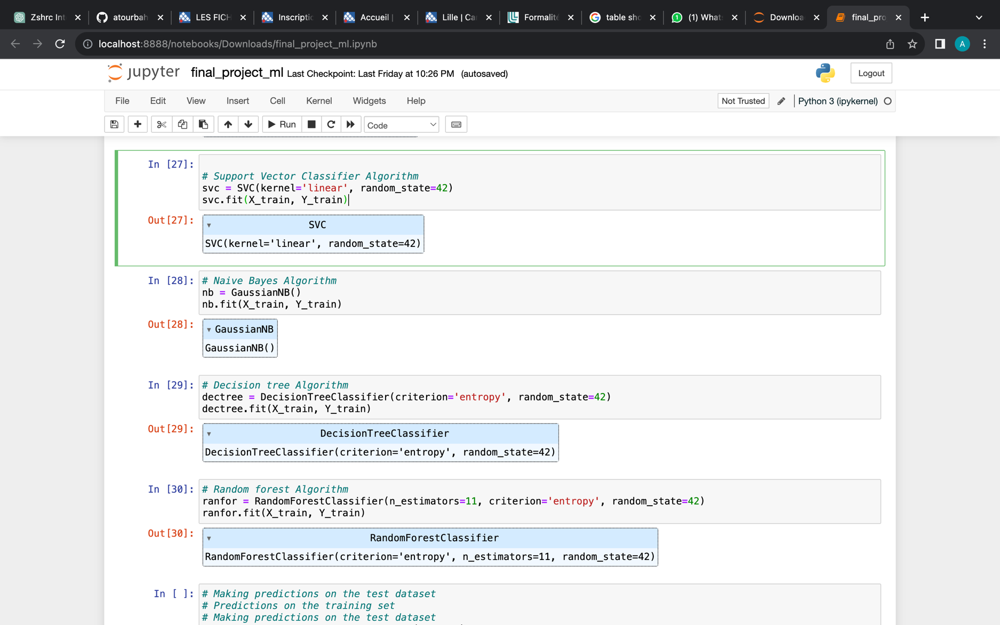 Zshrc Int
atourbah
LES FICH
Inscriptio
Accueil |
Lille | Ca
Formalité
table sho
(1) What
Downloa
final_pro
localhost:8888/notebooks/Downloads/final_project_ml.ipynb
A
jupyter final_project_ml Last Checkpoint: Last Friday at 10:26 PM (autosaved)
Logout
File Edit View Insert Cell Kernel Widgets Help
Not Trusted
Python 3 (ipykernel)
Run
Code
In [27]:
# Support Vector Classifier Algorithm
svc = SVC(kernel='linear', random_state=42)
svc.fit(X_train, Y_train)
Out[27]:
SVC
SVC(kernel='linear', random_state=42)
In [28]: # Naive Bayes Algorithm
nb = GaussianNB()
nb.fit(X_train, Y_train)
Out[28]:
GaussianNB
GaussianNB()
In [29]: # Decision tree Algorithm
dectree = DecisionTreeClassifier(criterion='entropy', random_state=42)
dectree.fit(X_train, Y_train)
Out[29]:
DecisionTreeClassifier
DecisionTreeClassifier(criterion='entropy', random_state=42)
In [30]: # Random forest Algorithm
ranfor = RandomForestClassifier(n_estimators=11, criterion='entropy', random_state=42)
ranfor.fit(X_train, Y_train)
Out[30]:
RandomForestClassifier
RandomForestClassifier(criterion='entropy', n_estimators=11, random_state=42)
In [ ]: # Making predictions on the test dataset
# Predictions on the training set
# Making predictions on the test dataset